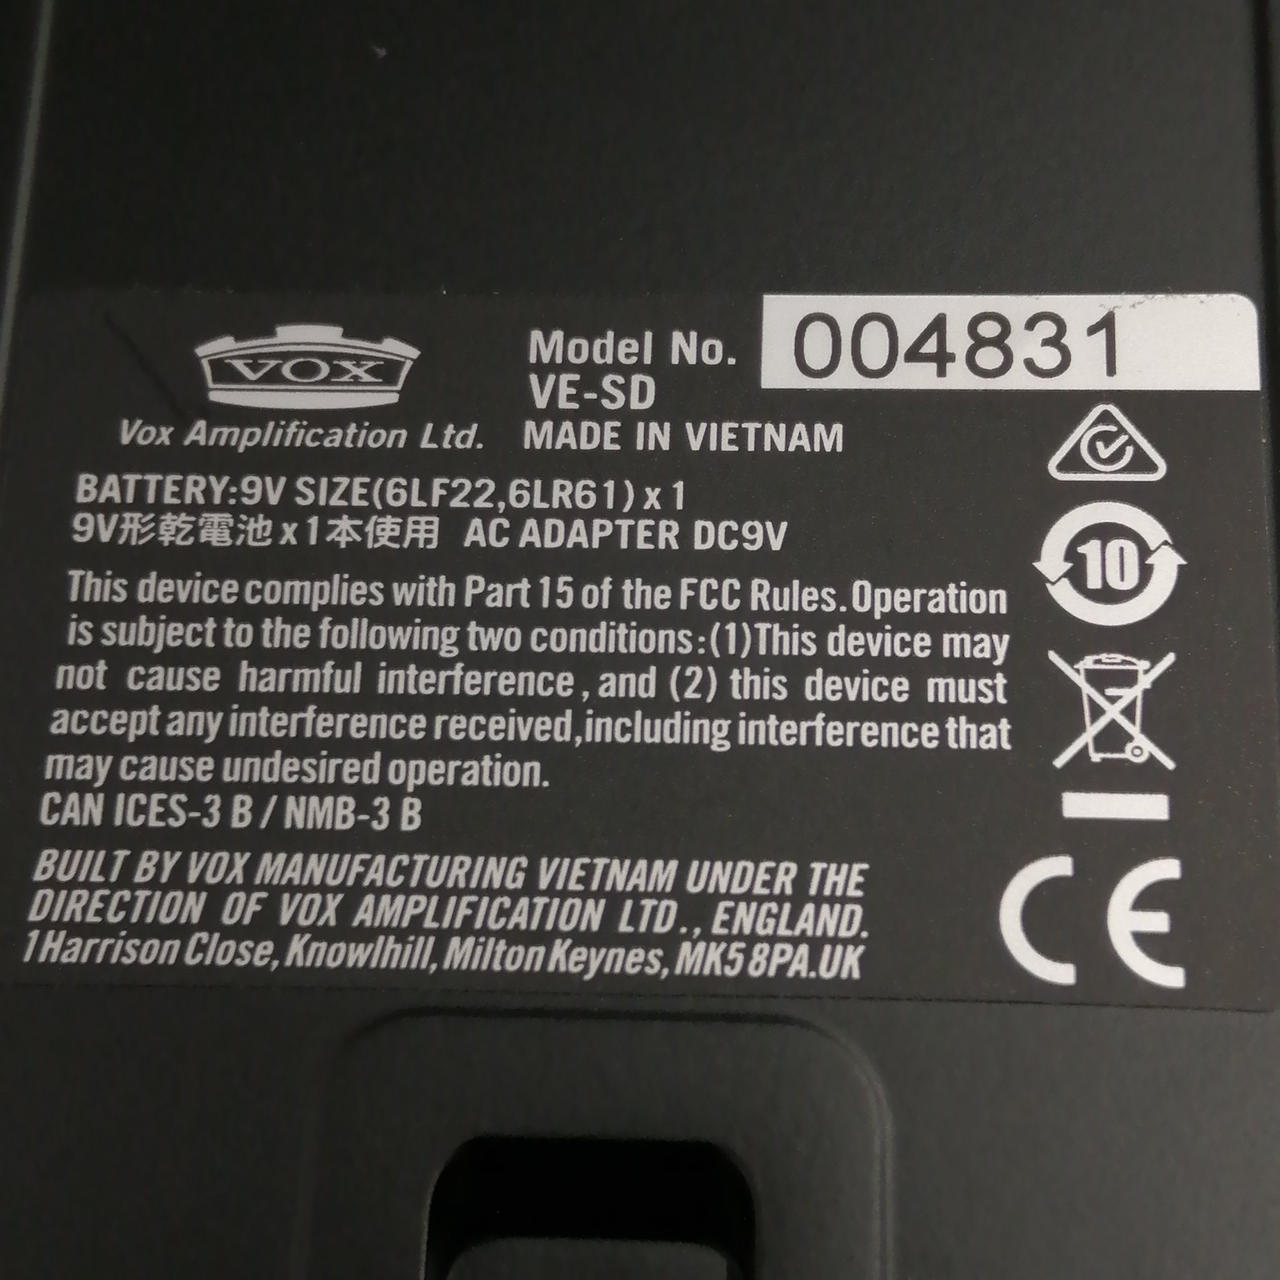 VOX
Vox Amplification Ltd.
Model No.
VE-SD
MADE IN VIETNAM
004831
BATTERY:9V SIZE(6LF22,6LR61) x 1
9V形乾電池 x 1本使用 AC ADAPTER DC9V
This device complies with Part 15 of the FCC Rules. Operation
is subject to the following two conditions:(1)This device may
not cause harmful interference, and (2) this device must
accept any interference received,including interference that
may cause undesired operation.
CAN ICES-3 B / NMB-3 B
BUILT BY VOX MANUFACTURING VIETNAM UNDER THE
DIRECTION OF VOX AMPLIFICATION LTD., ENGLAND.
1 Harrison Close, Knowlhill, Milton Keynes, MK5 8PA.UK
10
CE